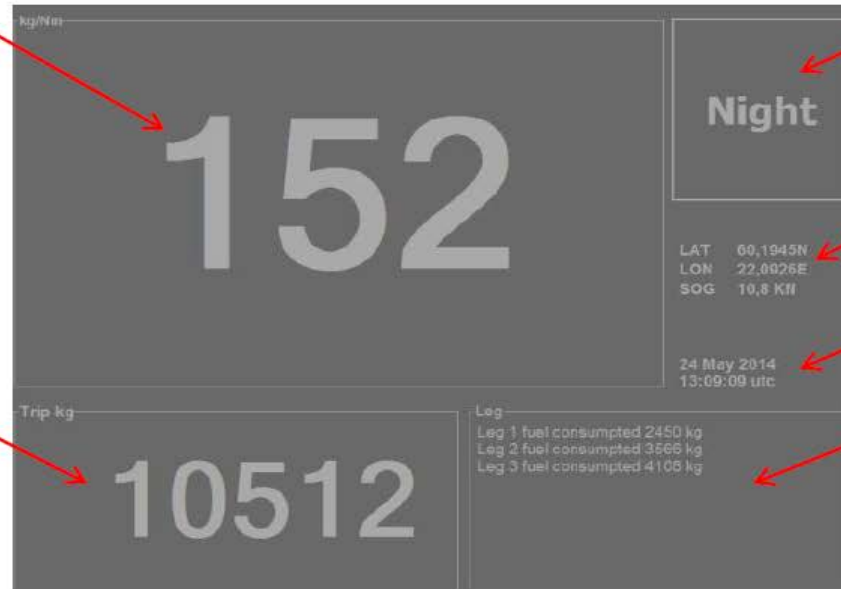 kg/Nm
152
Night
LAT 60,1945N
LON 22,0926E
SOG 10,8 KN
24 May 2014
13:09:09 utc
Trip kg
10512
Leg
Leg 1 fuel consumpted 2450 kg
Leg 2 fuel consumpted 3566 kg
Leg 3 fuel consumpted 4106 kg